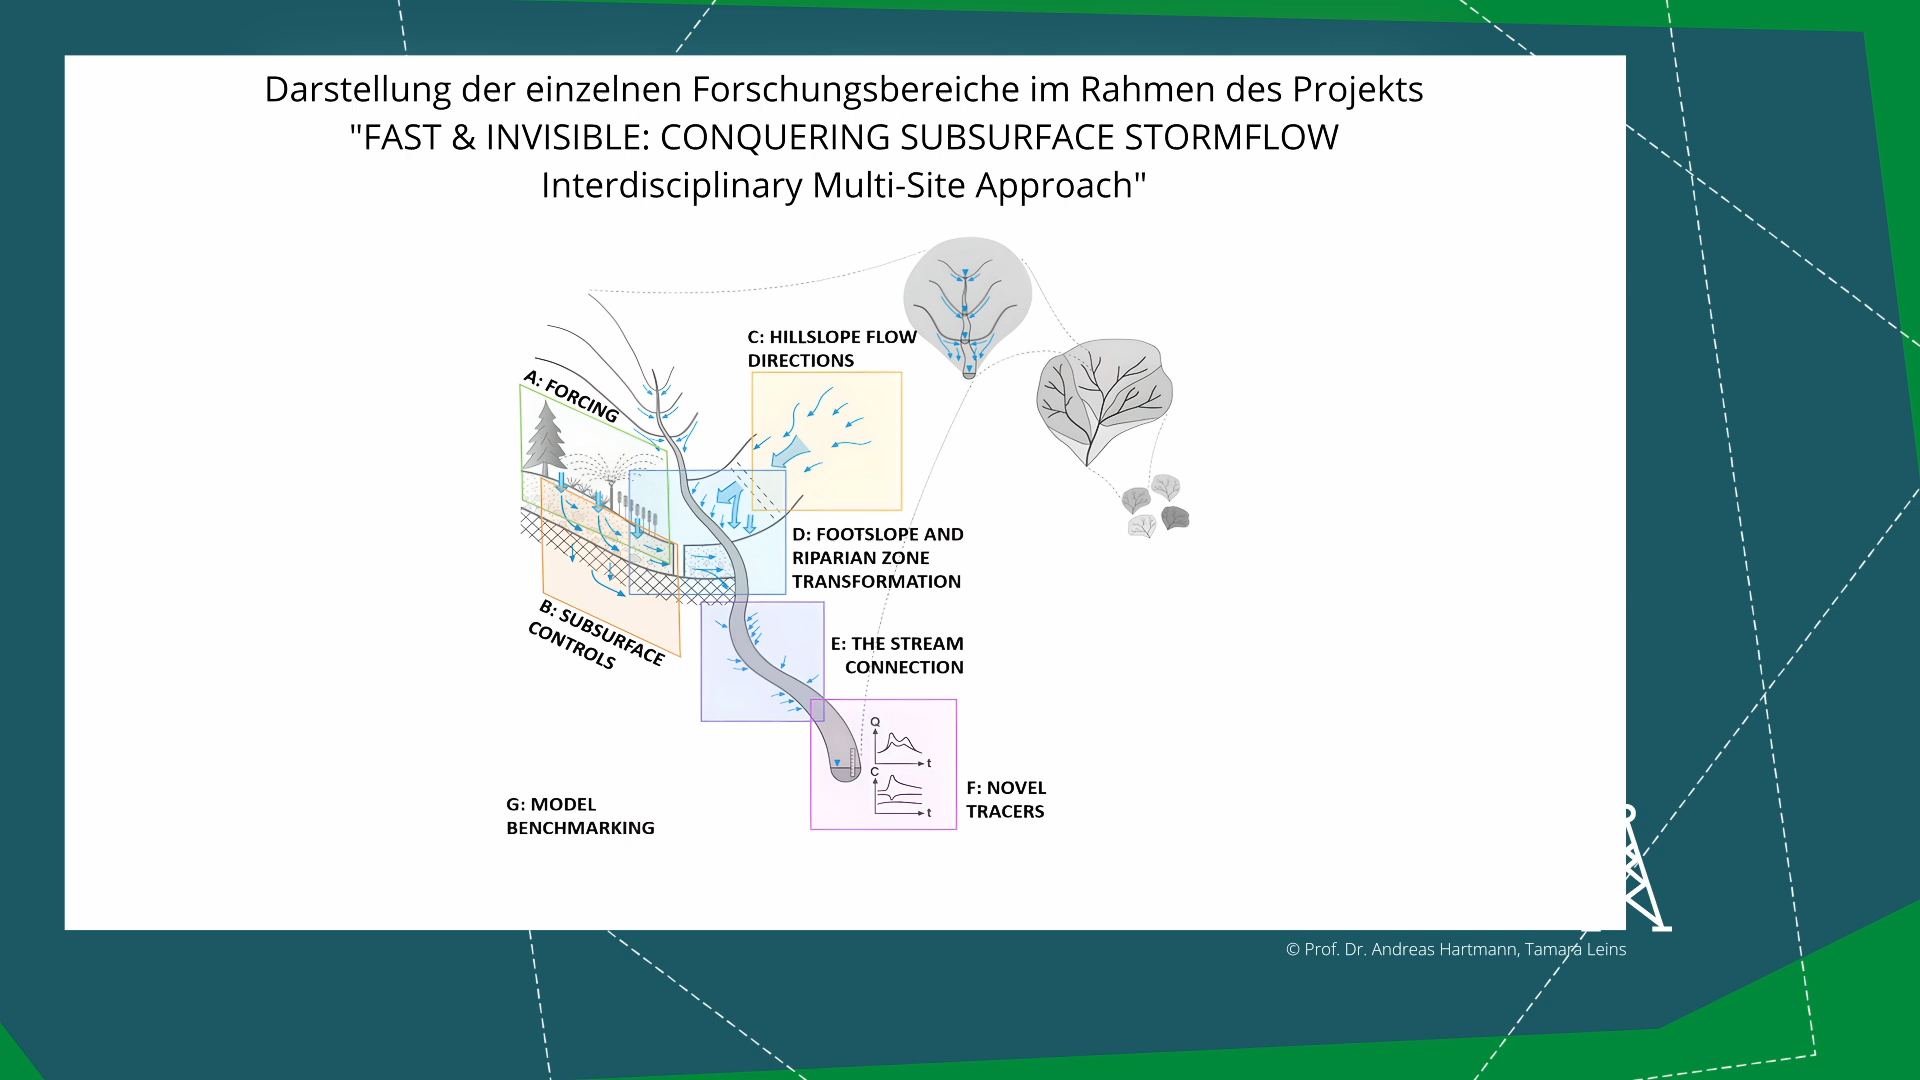 Darstellung der einzelnen Forschungsbereiche im Rahmen des Projekts
"FAST & INVISIBLE: CONQUERING SUBSURFACE STORMFLOW
Interdisciplinary Multi-Site Approach"
C: HILLSLOPE FLOW
DIRECTIONS
A: FORCING
D: FOOTSLOPE AND
RIPARIAN ZONE
TRANSFORMATION
B: SUBSURFACE
CONTROLS
E: THE STREAM
CONNECTION
Q
t
C
t
F: NOVEL
TRACERS
G: MODEL
BENCHMARKING
© Prof. Dr. Andreas Hartmann, Tamara Leins